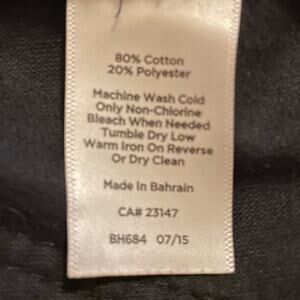 80% Cotton
20% Polyester
Machine Wash Cold
Only Non-Chlorine
Bleach When Needed
Tumble Dry Low
Warm Iron On Reverse
Or Dry Clean
Made In Bahrain
CA# 23147
BH684 07/15